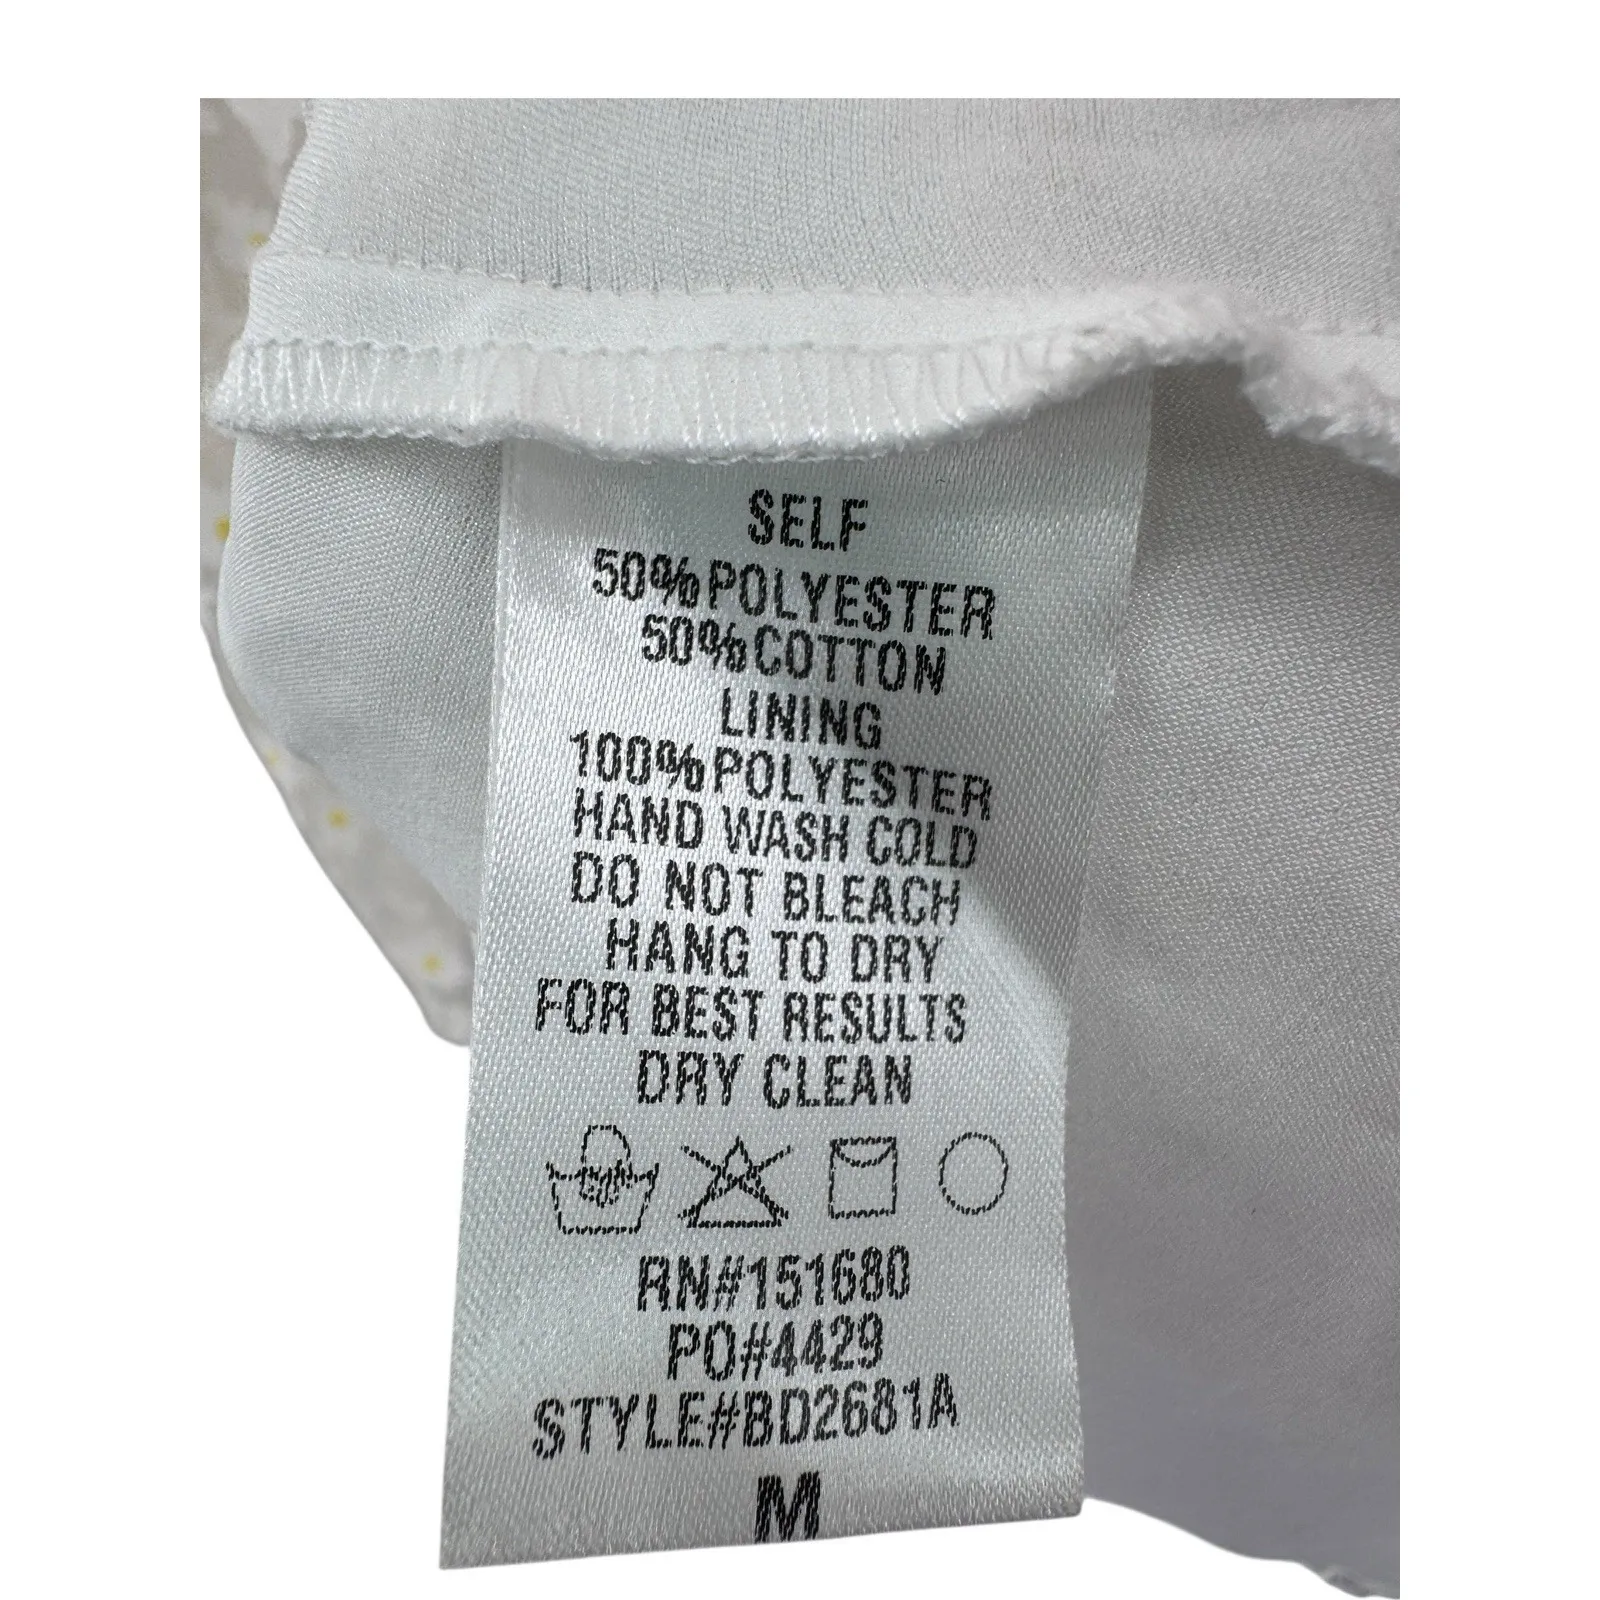 SELF
50%POLYESTER
50%COTTON
LINING
100%POLYESTER
HAND WASH COLD
DO NOT BLEACH
HANG TO DRY
FOR BEST RESULTS
DRY CLEAN
RN#151680
PO#4429
STYLE#BD2681A
M